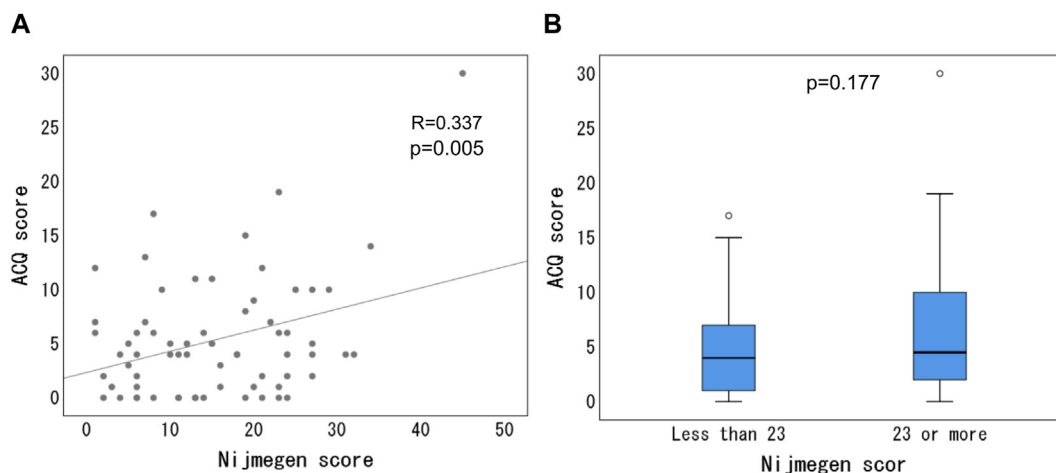 A
30
25
20
15
10
5
0
ACQ score
R=0.337
p=0.005
0 10 20 30 40 50
Nijmegen score
B
30
25
20
15
10
5
0
ACQ score
p=0.177
Less than 23 23 or more
Nijmegen scor